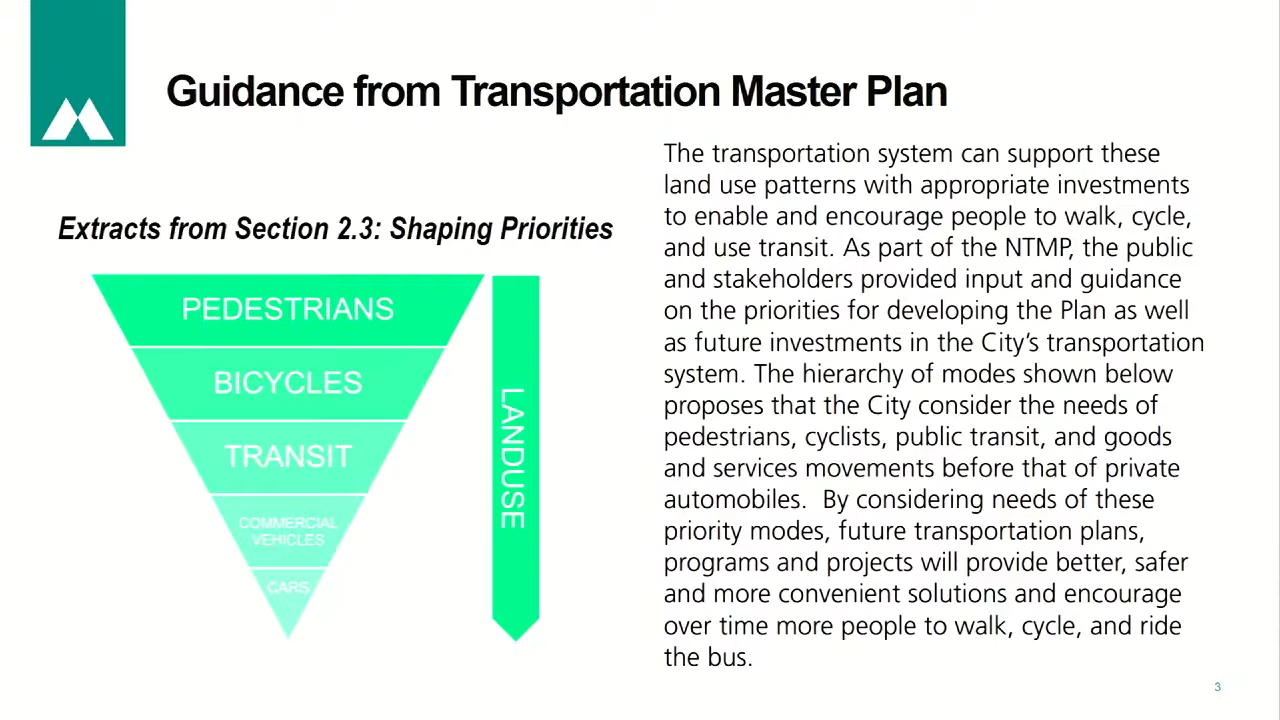 Guidance from Transportation Master Plan
Extracts from Section 2.3: Shaping Priorities
PEDESTRIANS
BICYCLES
TRANSIT
COMMERCIAL
VEHICLES
CARS
LANDUSE
The transportation system can support these
land use patterns with appropriate investments
to enable and encourage people to walk, cycle,
and use transit. As part of the NTMP, the public
and stakeholders provided input and guidance
on the priorities for developing the Plan as well
as future investments in the City’s transportation
system. The hierarchy of modes shown below
proposes that the City consider the needs of
pedestrians, cyclists, public transit, and goods
and services movements before that of private
automobiles.  By considering needs of these
priority modes, future transportation plans,
programs and projects will provide better, safer
and more convenient solutions and encourage
over time more people to walk, cycle, and ride
the bus.
3